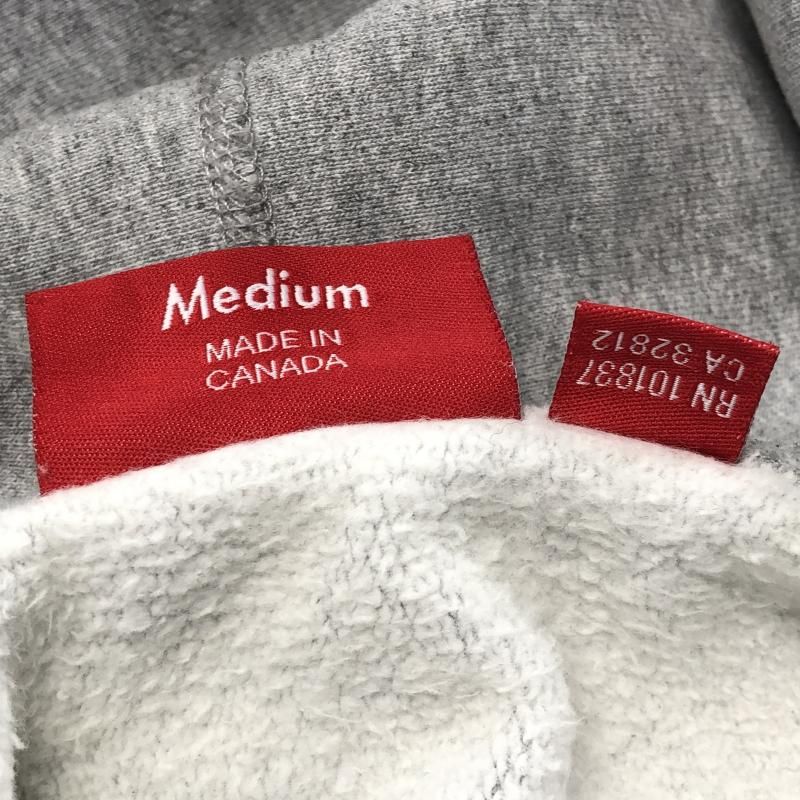 Medium
MADE IN
CANADA
RN 101837
CA 32812